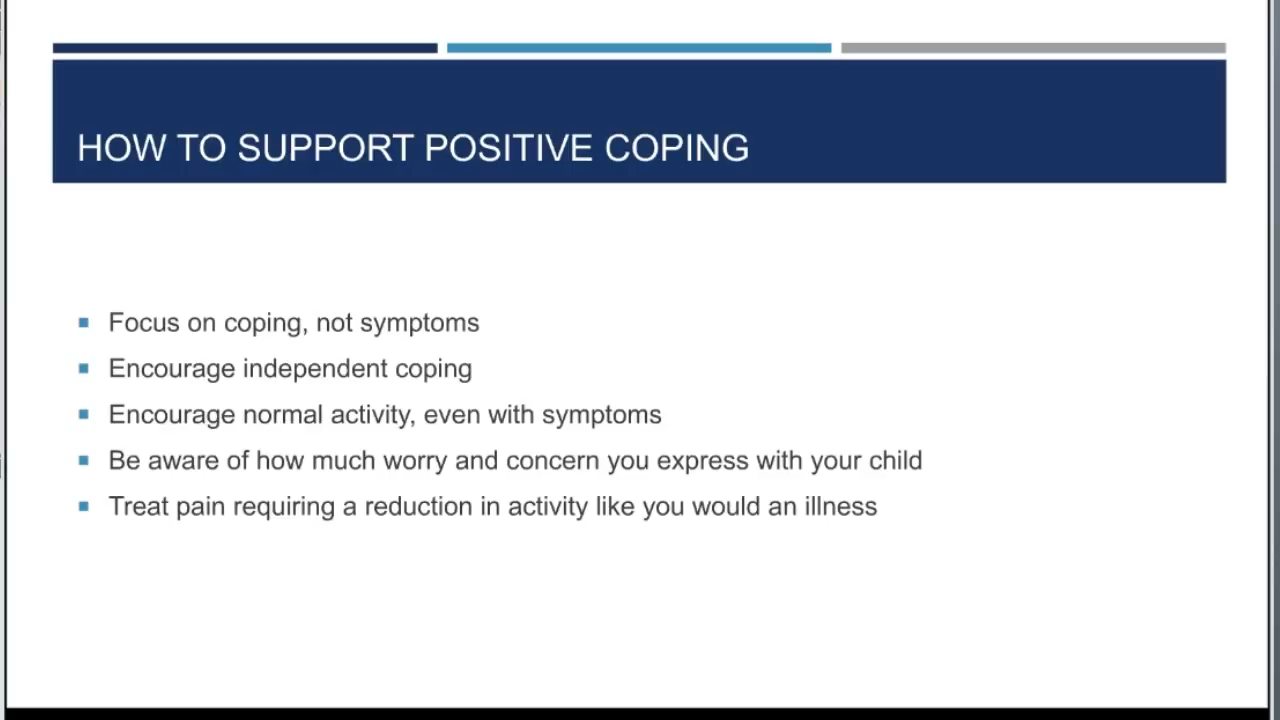 HOW TO SUPPORT POSITIVE COPING
Focus on coping, not symptoms
Encourage independent coping
Encourage normal activity, even with symptoms
Be aware of how much worry and concern you express with your child
Treat pain requiring a reduction in activity like you would an illness